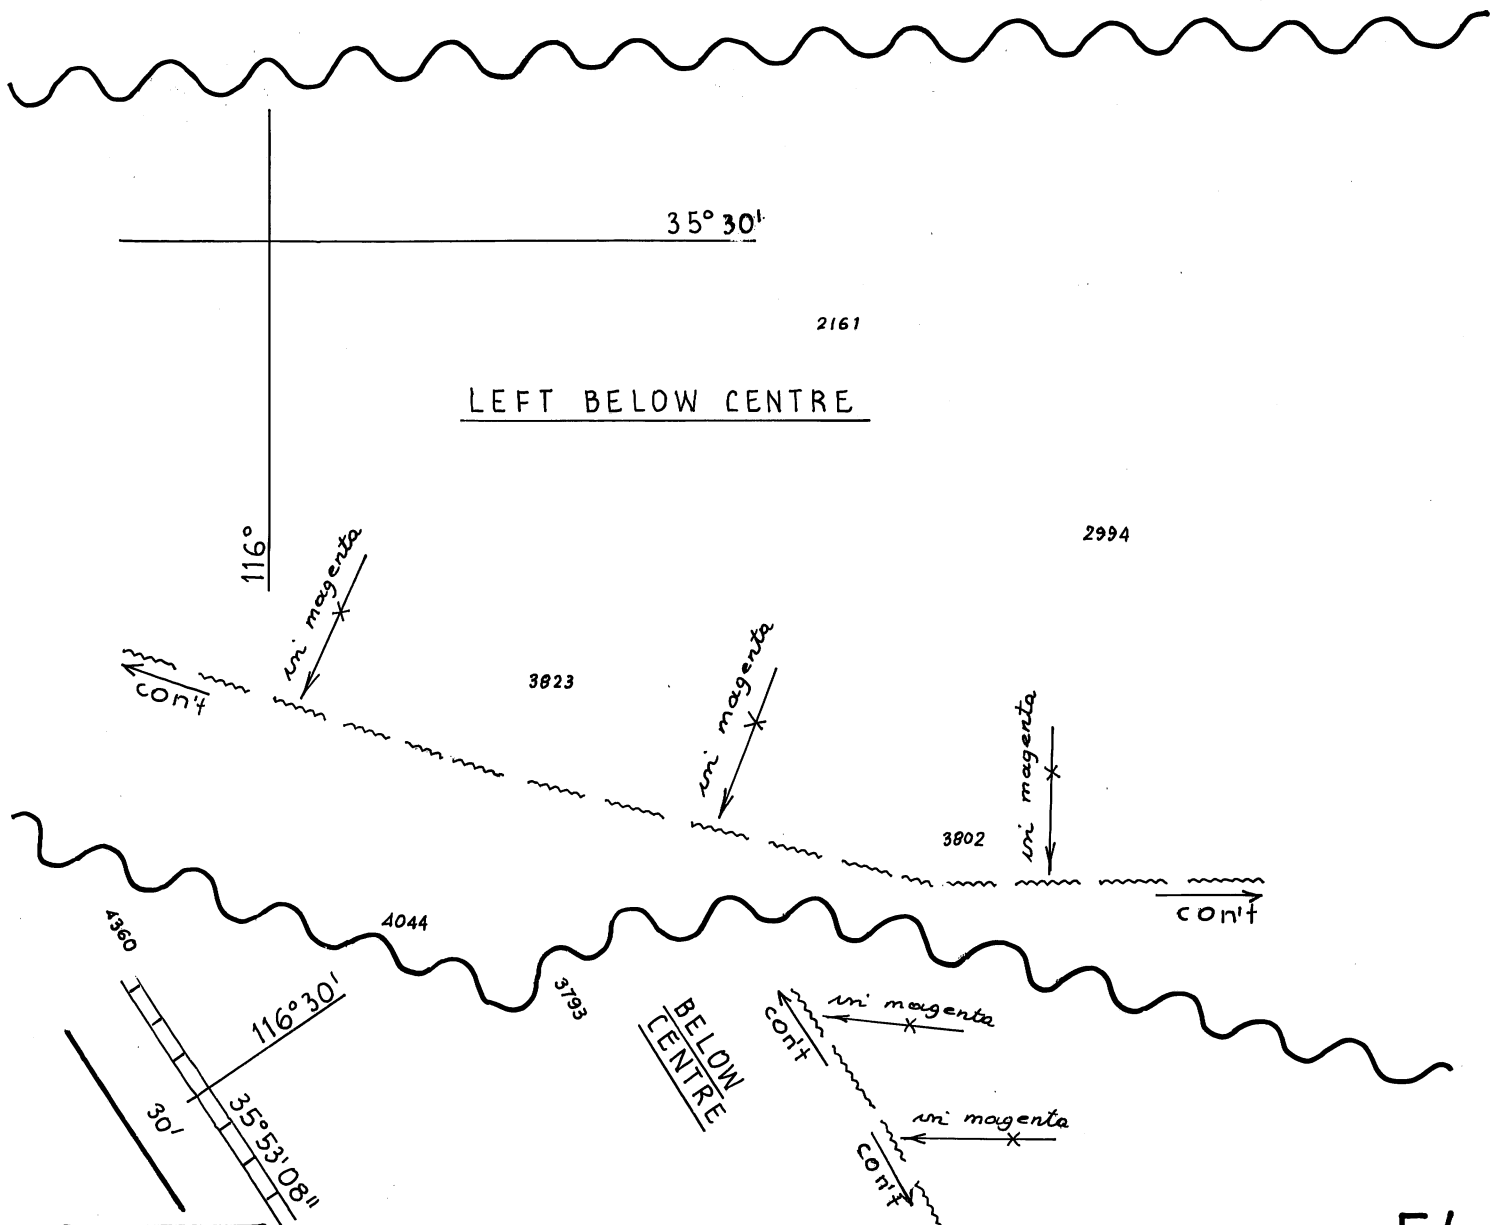 35° 30'
2161
LEFT BELOW CENTRE
116°
in magenta
2994
con't
3823
in magenta
in magenta
3802
con't
4360
4044
3793
116° 30'
30'
35° 53' 08"
BELOW
CENTRE
con't
in magenta
in magenta
con't